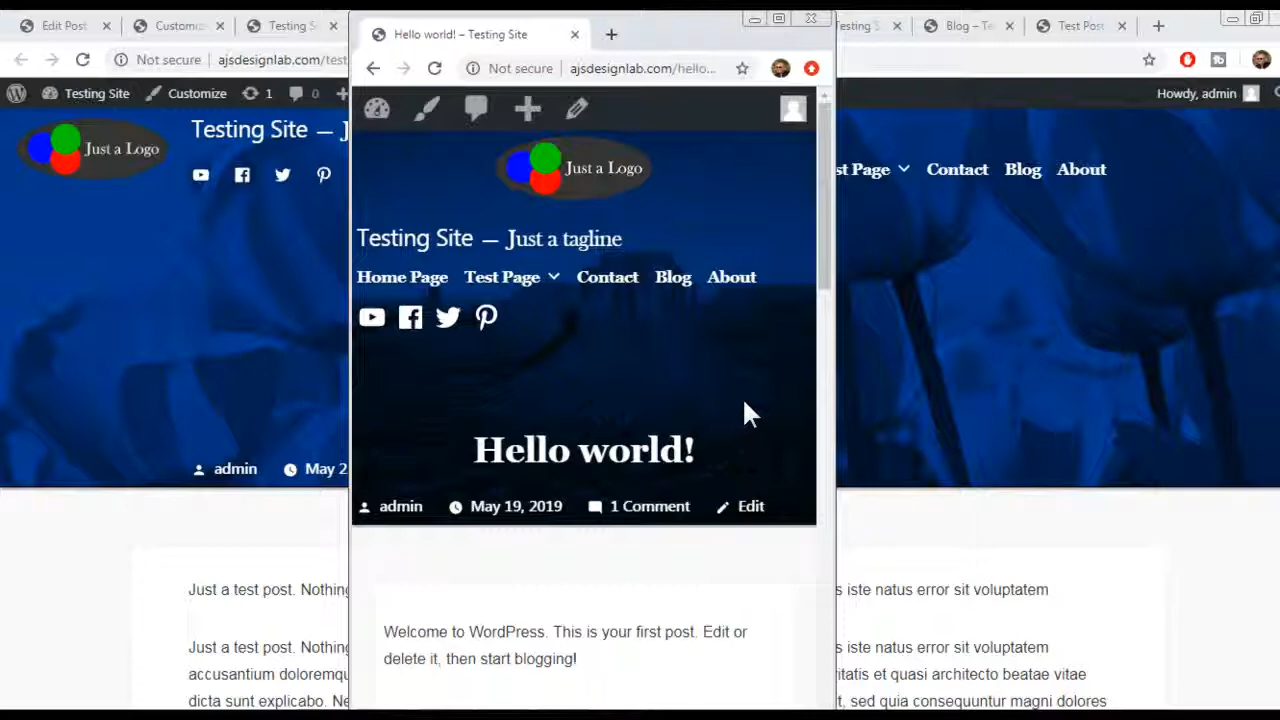 Edit Post
Customiz
Testing S
Hello world! – Testing Site
Testing S
Blog – Te
Test Post
Not secure
ajsdesignlab.com/test
Not secure
ajsdesignlab.com/hello...
Testing Site
Customize
1
0
Howdy, admin
Just a Logo
Testing Site – J
Just a Logo
Testing Site – Just a tagline
Home Page Test Page Contact Blog About
st Page Contact Blog About
Hello world!
admin May 2
admin May 19, 2019 1 Comment Edit
Just a test post. Nothing
s iste natus error sit voluptatem
Welcome to WordPress. This is your first post. Edit or
delete it, then start blogging!
Just a test post. Nothing
s iste natus error sit voluptatem
accusantium doloremqu
itatis et quasi architecto beatae vitae
dicta sunt explicabo. Ne
t, sed quia consequuntur magni dolores